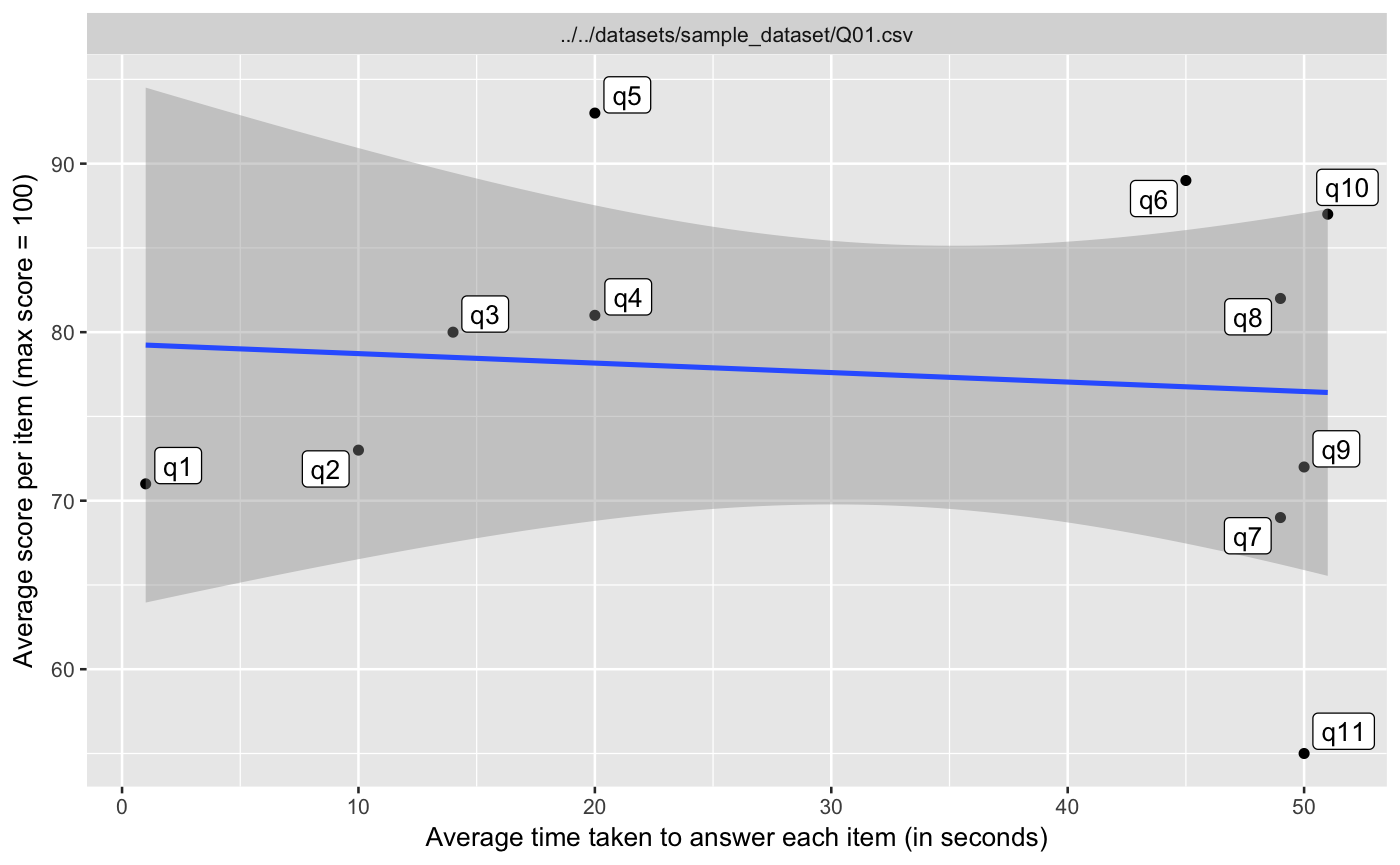 ../../datasets/sample_dataset/Q01.csv
Average score per item (max score = 100)
90
80
70
60
q5
q6
q10
q4
q3
q8
q1
q2
q9
q7
q11
0 10 20 30 40 50
Average time taken to answer each item (in seconds)